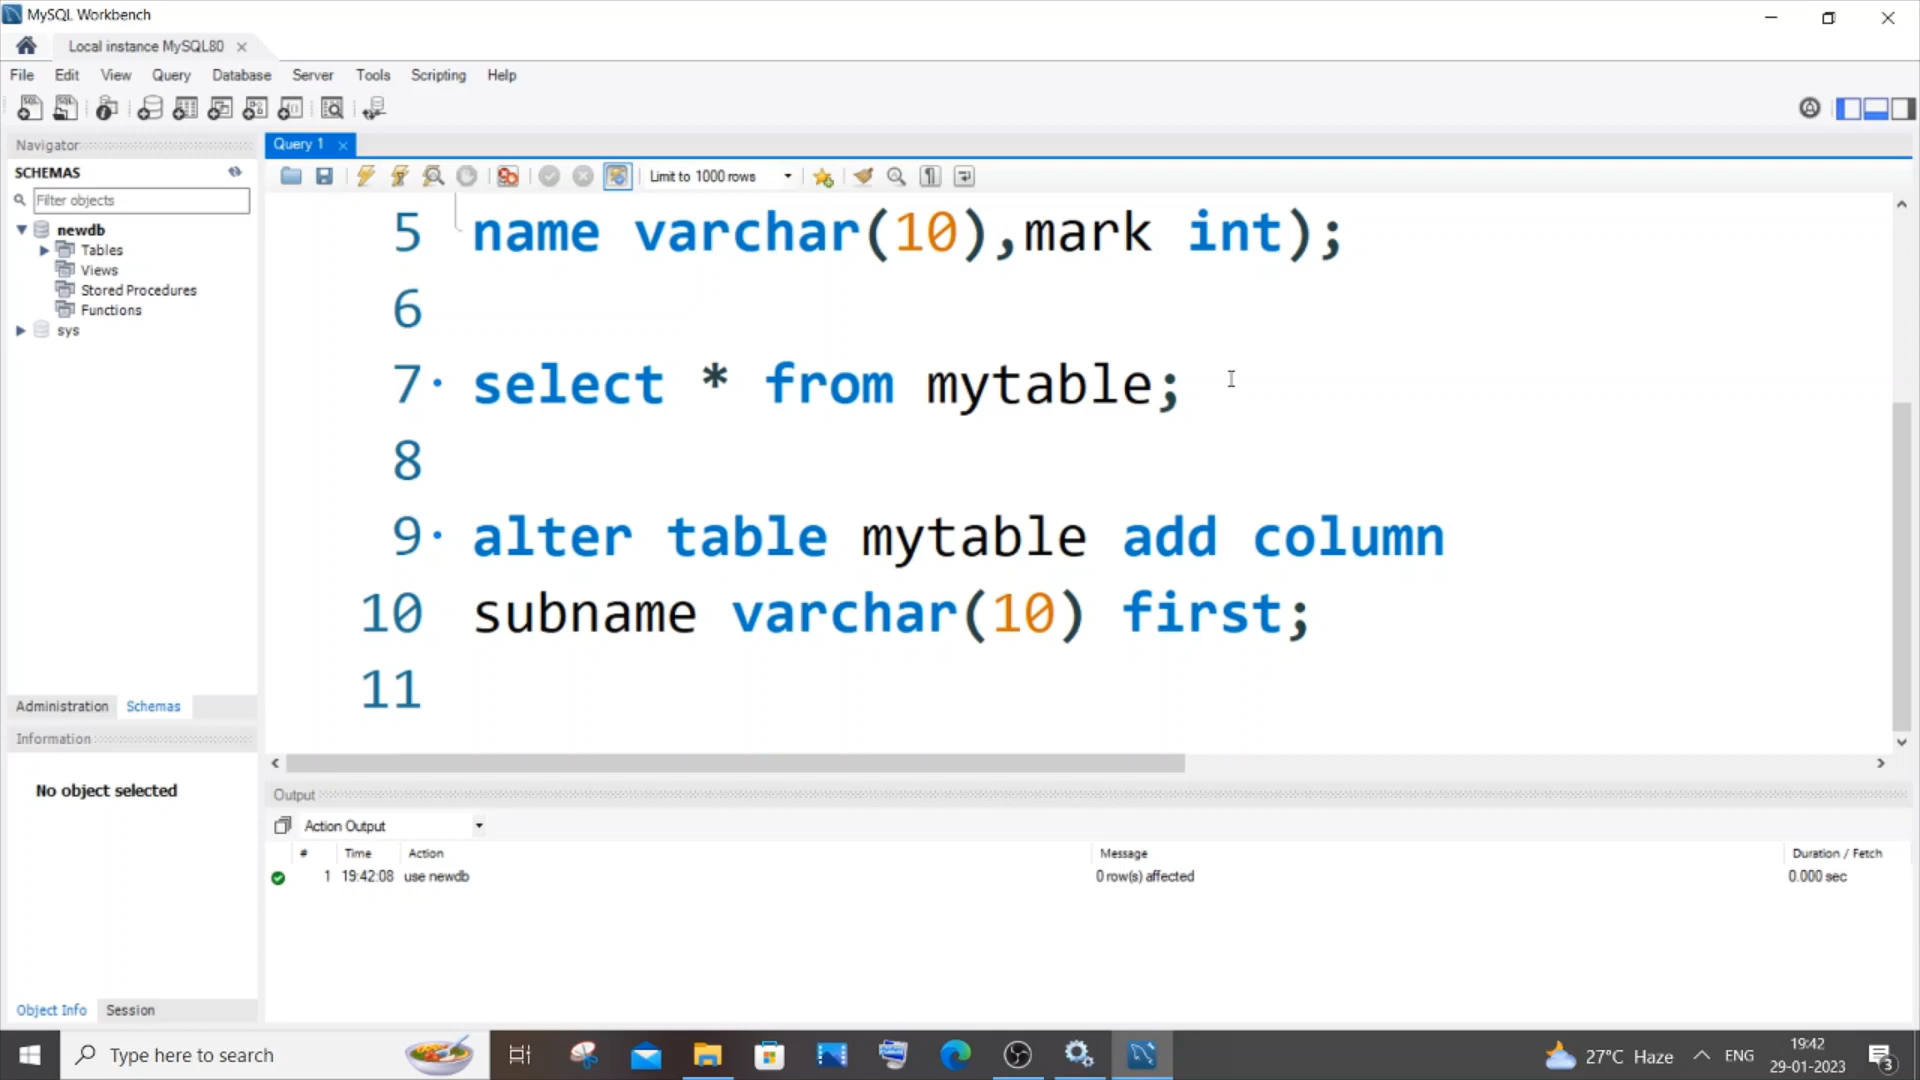 MySQL Workbench
Local instance MySQL80
File Edit View Query Database Server Tools Scripting Help
Navigator
SCHEMAS
Filter objects
newdb
Tables
Views
Stored Procedures
Functions
sys
Administration Schemas
Information
No object selected
Object Info Session
Query 1
Limit to 1000 rows
5 name varchar(10),mark int);
6
7 select * from mytable;
8
9 alter table mytable add column
10 subname varchar(10) first;
11
Output
Action Output
# Time Action Message Duration / Fetch
1 19:42:08 use newdb 0 row(s) affected 0.000 sec
Type here to search
27°C Haze
ENG
19:42
29-01-2023
3